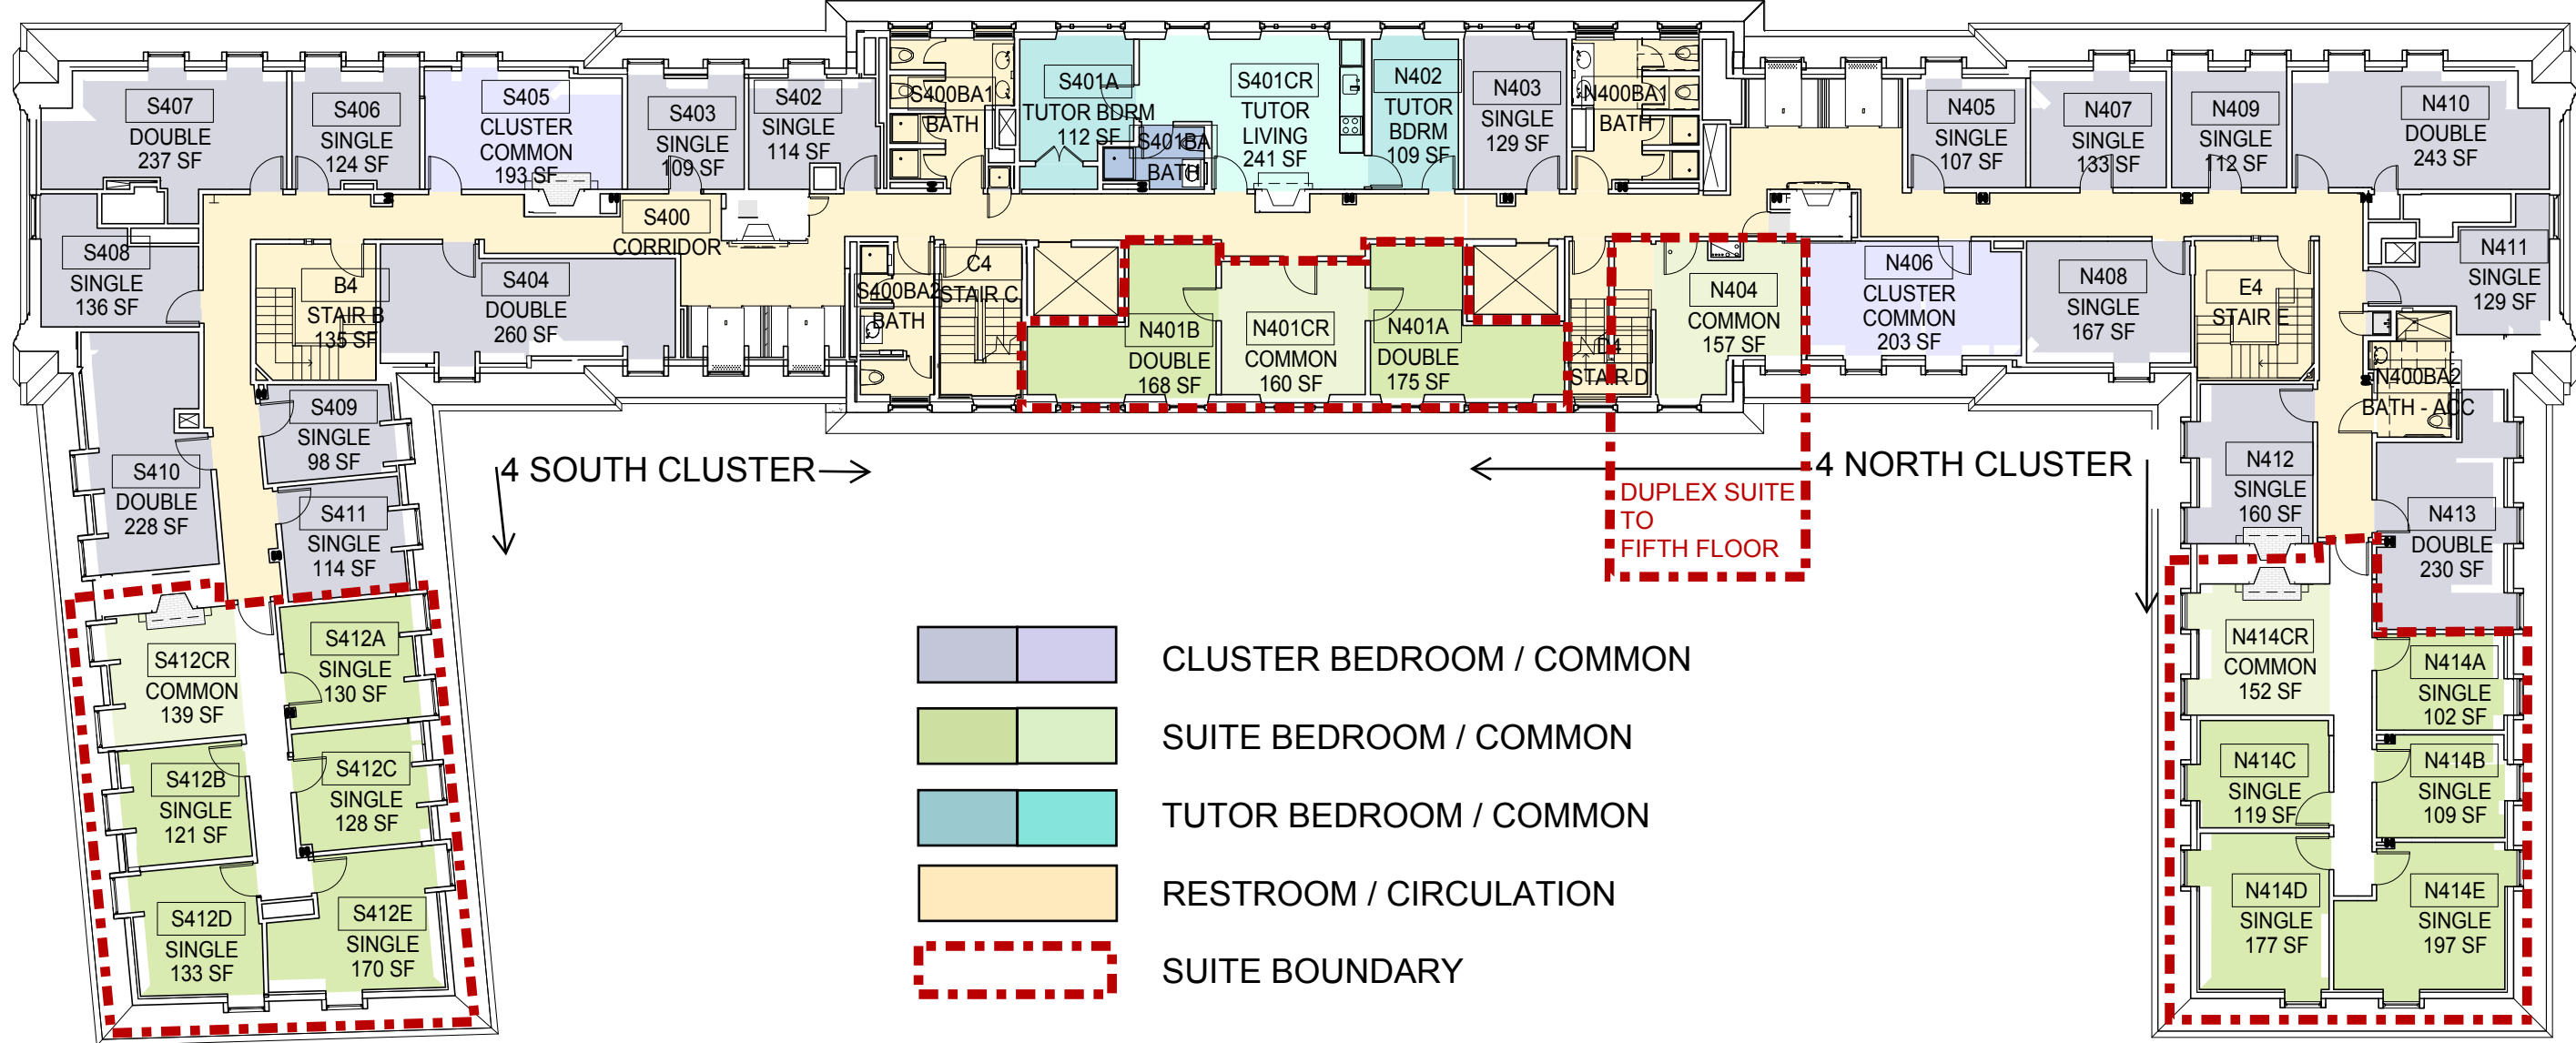 S407
DOUBLE
237 SF
S406
SINGLE
124 SF
S405
CLUSTER
COMMON
193 SF
S403
SINGLE
109 SF
S402
SINGLE
114 SF
S400BA1
BATH
S401A
TUTOR BDRM
112 SF
S401BA
BATH
S401CR
TUTOR
LIVING
241 SF
N402
TUTOR
BDRM
109 SF
N403
SINGLE
129 SF
N400BA1
BATH
N405
SINGLE
107 SF
N407
SINGLE
133 SF
N409
SINGLE
112 SF
N410
DOUBLE
243 SF
S408
SINGLE
136 SF
B4
STAIR B
135 SF
S400
CORRIDOR
S404
DOUBLE
260 SF
S400BA2
BATH
C4
STAIR C
N401B
DOUBLE
168 SF
N401CR
COMMON
160 SF
N401A
DOUBLE
175 SF
D4
STAIR D
N404
COMMON
157 SF
N406
CLUSTER
COMMON
203 SF
N408
SINGLE
167 SF
E4
STAIR E
N411
SINGLE
129 SF
N400BA2
BATH - ACC
S409
SINGLE
98 SF
S410
DOUBLE
228 SF
S411
SINGLE
114 SF
4 SOUTH CLUSTER
4 NORTH CLUSTER
DUPLEX SUITE
TO
FIFTH FLOOR
N412
SINGLE
160 SF
N413
DOUBLE
230 SF
S412CR
COMMON
139 SF
S412A
SINGLE
130 SF
S412B
SINGLE
121 SF
S412C
SINGLE
128 SF
S412D
SINGLE
133 SF
S412E
SINGLE
170 SF
CLUSTER BEDROOM / COMMON
SUITE BEDROOM / COMMON
TUTOR BEDROOM / COMMON
RESTROOM / CIRCULATION
SUITE BOUNDARY
N414CR
COMMON
152 SF
N414A
SINGLE
102 SF
N414C
SINGLE
119 SF
N414B
SINGLE
109 SF
N414D
SINGLE
177 SF
N414E
SINGLE
197 SF